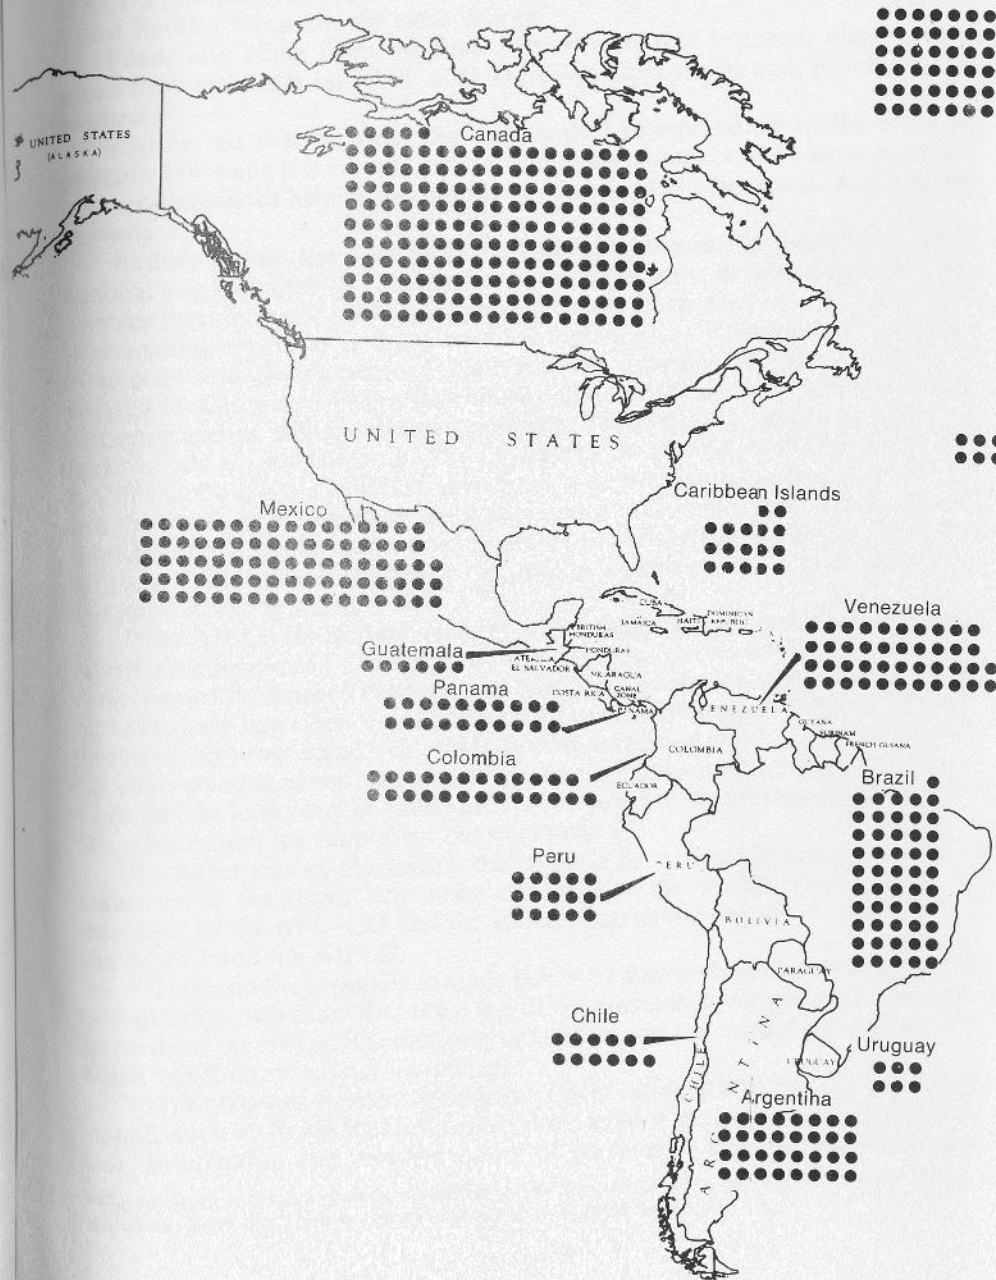 Canada
UNITED STATES
(ALASKA)
UNITED STATES
Caribbean Islands
Mexico
CUBA
JAMAICA
HAITI
DOMINICAN
REPUBLIC
Venezuela
BRITISH
HONDURAS
Guatemala
HONDURAS
EL SALVADOR
NICARAGUA
Panama
COSTA RICA
CANAL
ZONE
PANAMA
VENEZUELA
GUYANA
SURINAM
FRENCH GUYANA
Colombia
COLOMBIA
Brazil
ECUADOR
Peru
PERU
BOLIVIA
PARAGUAY
Chile
CHILE
URUGUAY
Uruguay
Argentina
ARGENTINA